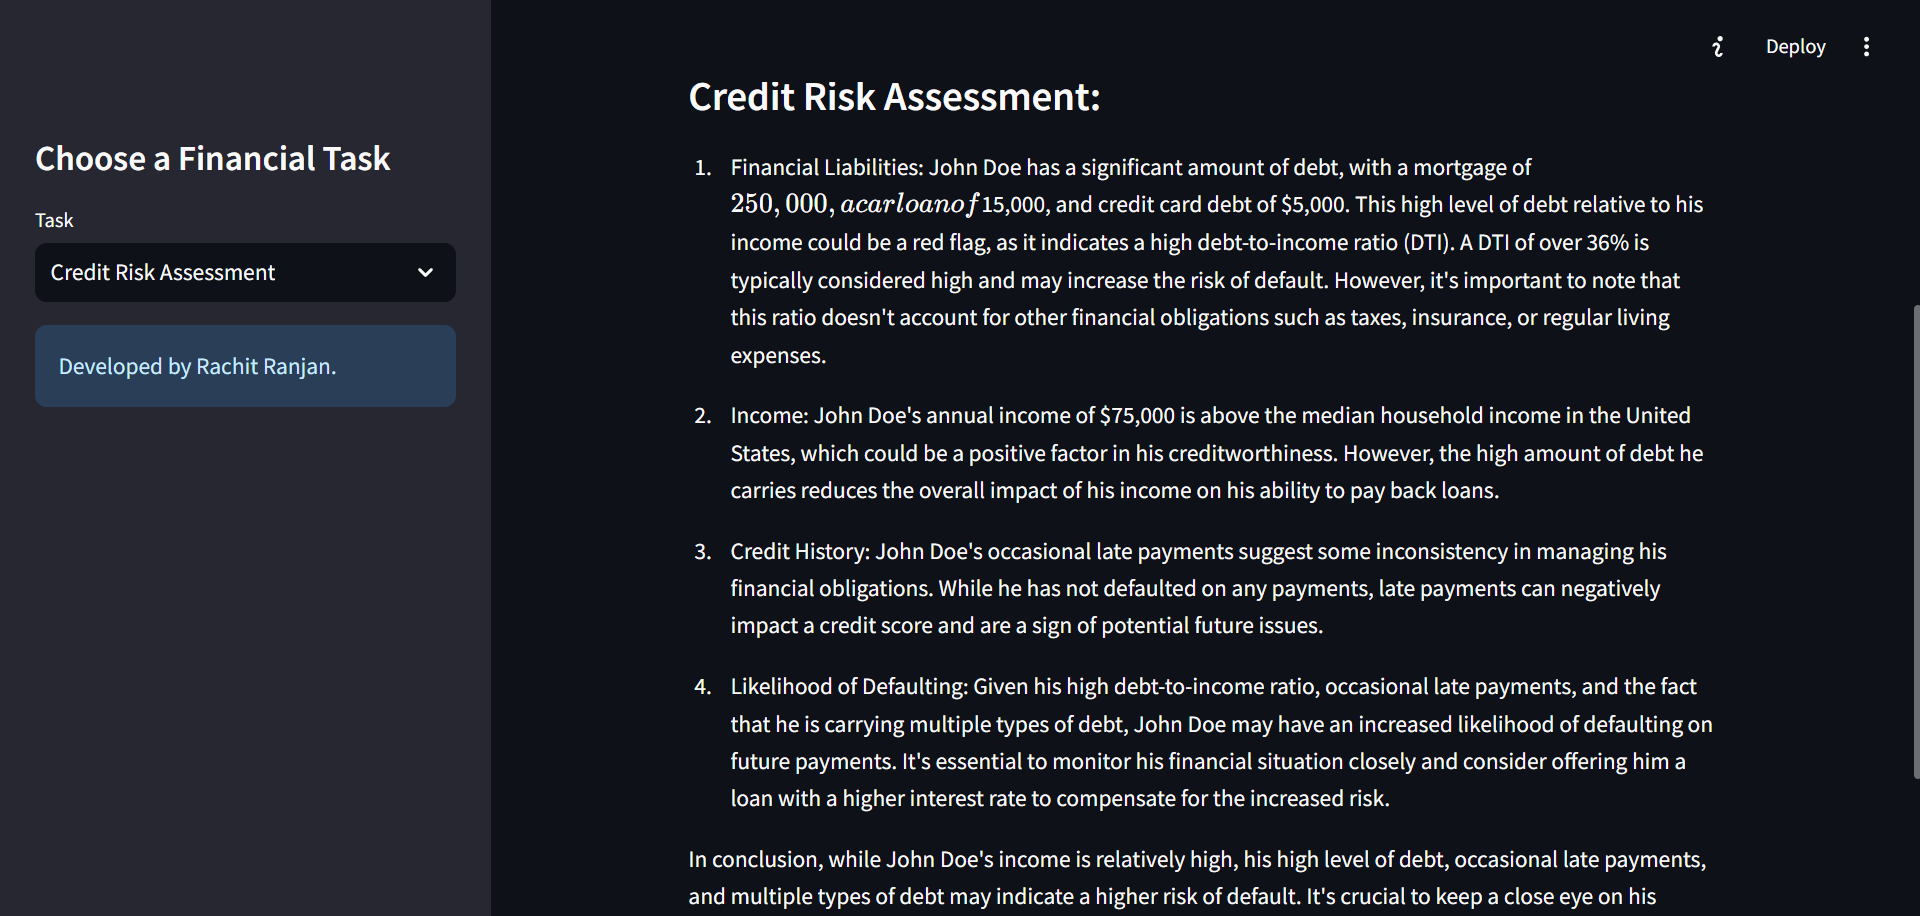 Deploy
Choose a Financial Task
Task
Credit Risk Assessment
Developed by Rachit Ranjan.
Credit Risk Assessment:
1. Financial Liabilities: John Doe has a significant amount of debt, with a mortgage of
250, 000, acarloanof15,000, and credit card debt of $5,000. This high level of debt relative to his
income could be a red flag, as it indicates a high debt-to-income ratio (DTI). A DTI of over 36% is
typically considered high and may increase the risk of default. However, it's important to note that
this ratio doesn't account for other financial obligations such as taxes, insurance, or regular living
expenses.
2. Income: John Doe's annual income of $75,000 is above the median household income in the United
States, which could be a positive factor in his creditworthiness. However, the high amount of debt he
carries reduces the overall impact of his income on his ability to pay back loans.
3. Credit History: John Doe's occasional late payments suggest some inconsistency in managing his
financial obligations. While he has not defaulted on any payments, late payments can negatively
impact a credit score and are a sign of potential future issues.
4. Likelihood of Defaulting: Given his high debt-to-income ratio, occasional late payments, and the fact
that he is carrying multiple types of debt, John Doe may have an increased likelihood of defaulting on
future payments. It's essential to monitor his financial situation closely and consider offering him a
loan with a higher interest rate to compensate for the increased risk.
In conclusion, while John Doe's income is relatively high, his high level of debt, occasional late payments,
and multiple types of debt may indicate a higher risk of default. It's crucial to keep a close eye on his